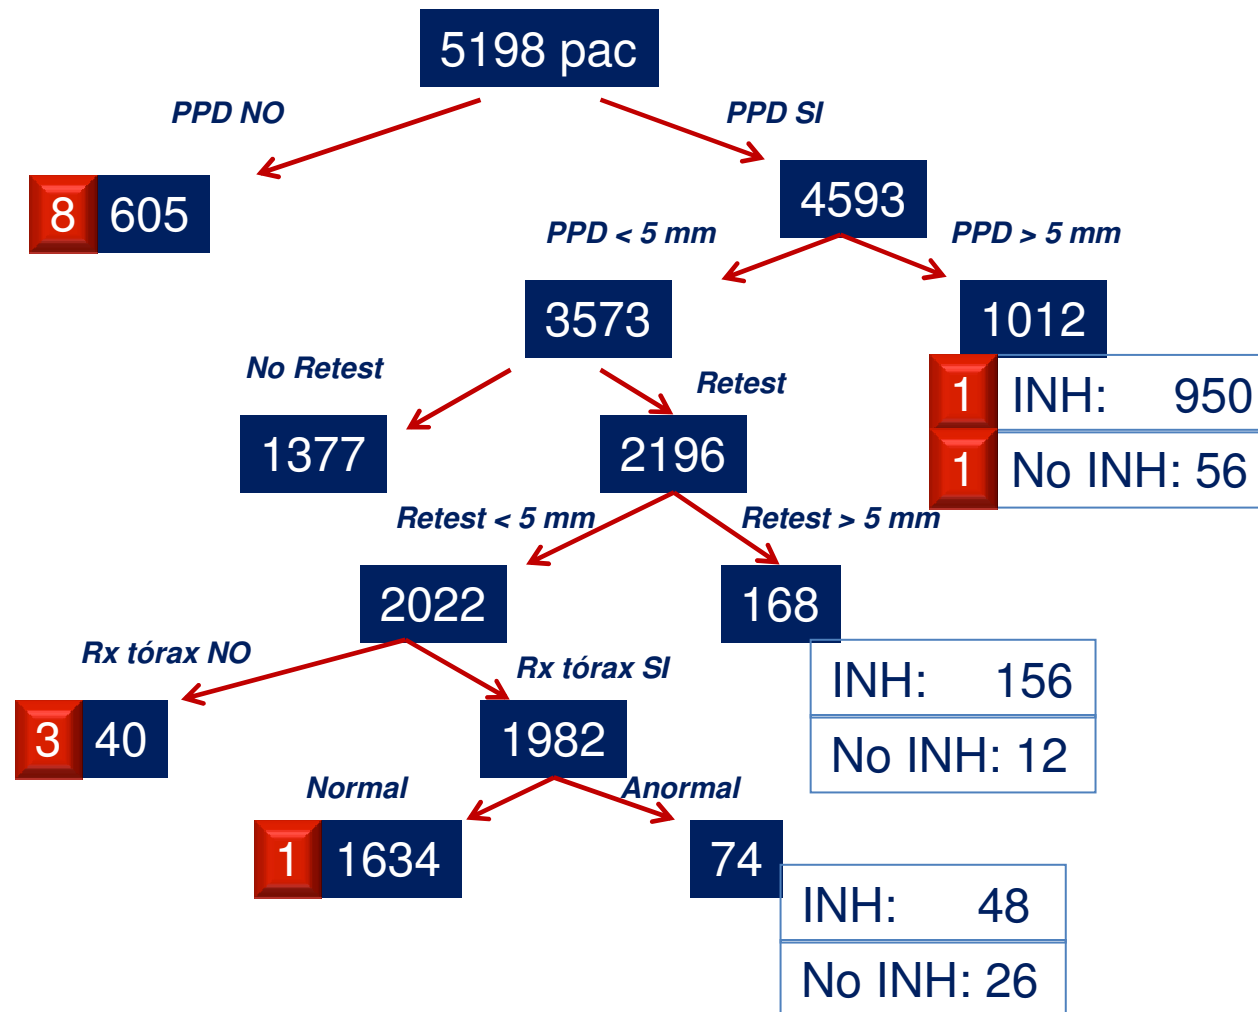 5198 pac
PPD NO
PPD SI
8 605
4593
PPD < 5 mm
PPD > 5 mm
3573
1012
No Retest
Retest
1 INH: 950
1 No INH: 56
1377
2196
Retest < 5 mm
Retest > 5 mm
2022
168
Rx tórax NO
Rx tórax SI
INH: 156
No INH: 12
3 40
1982
Normal
Anormal
1 1634
74
INH: 48
No INH: 26